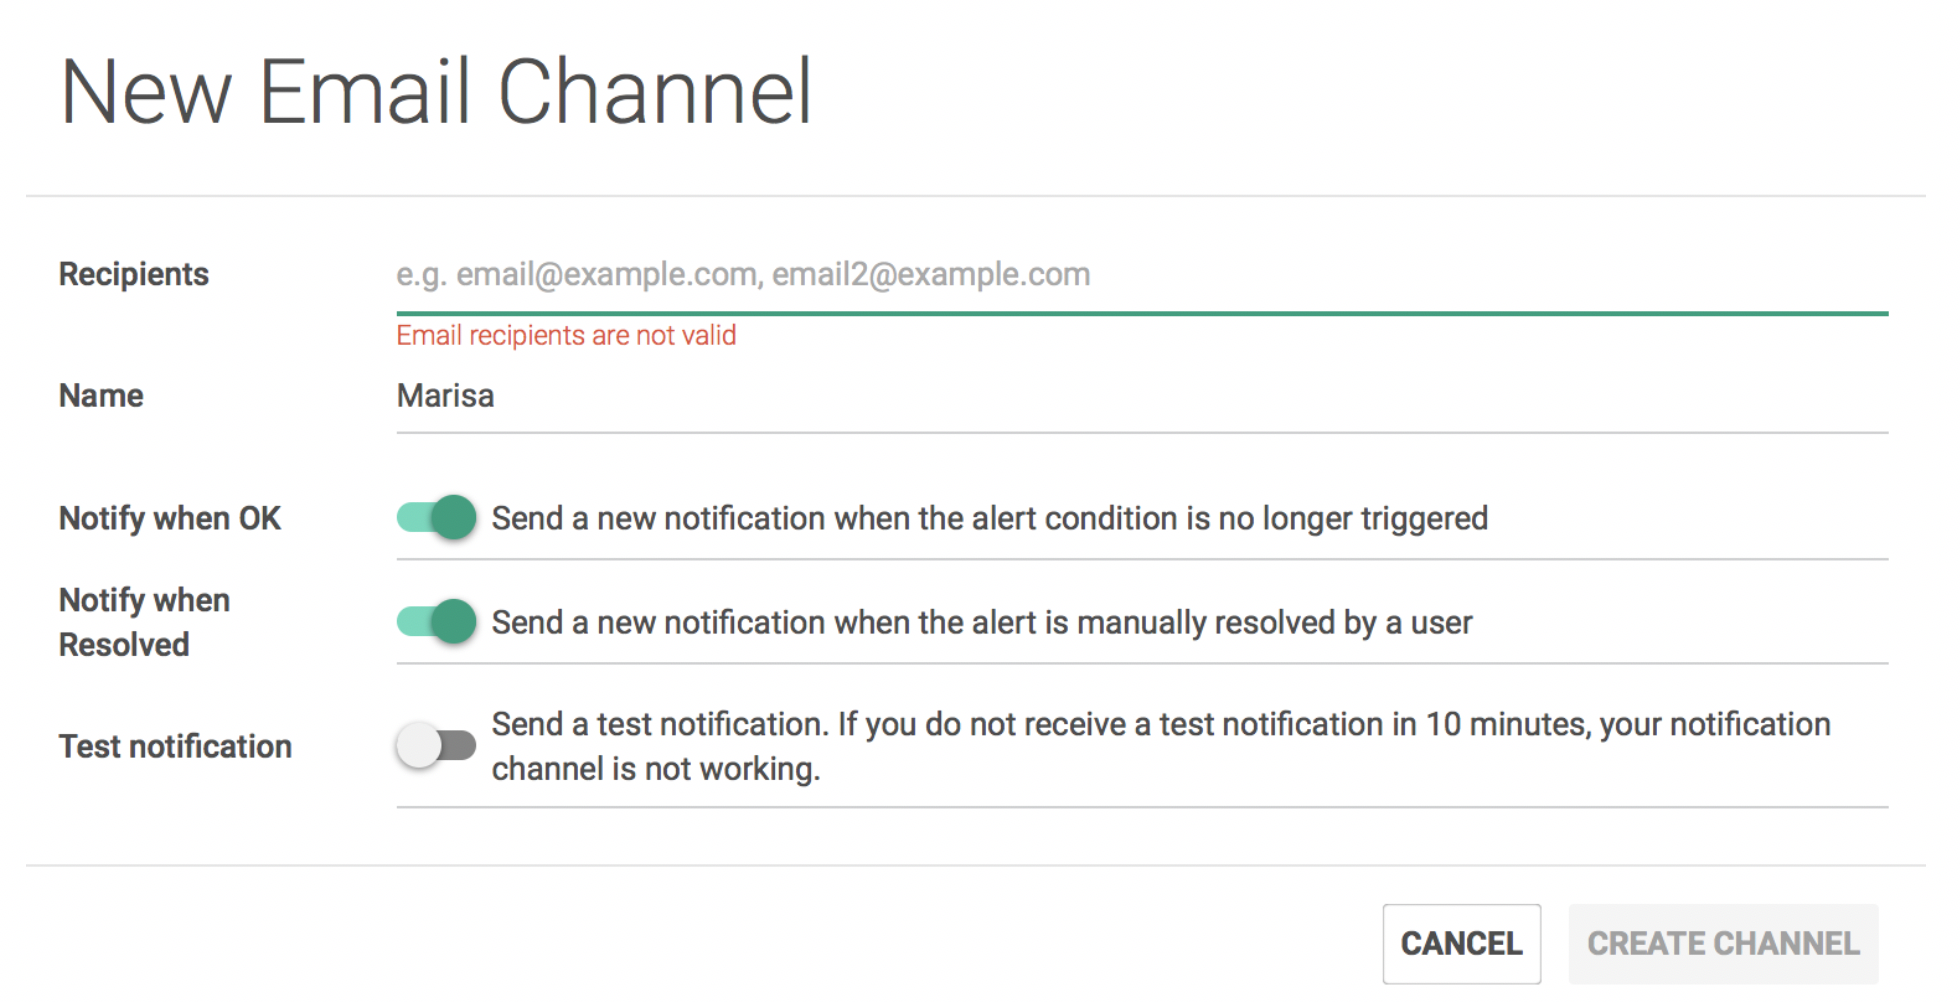 New Email Channel
Recipients
e.g. email@example.com, email2@example.com
Email recipients are not valid
Name
Marisa
Notify when OK
Send a new notification when the alert condition is no longer triggered
Notify when
Resolved
Send a new notification when the alert is manually resolved by a user
Test notification
Send a test notification. If you do not receive a test notification in 10 minutes, your notification
channel is not working.
CANCEL
CREATE CHANNEL